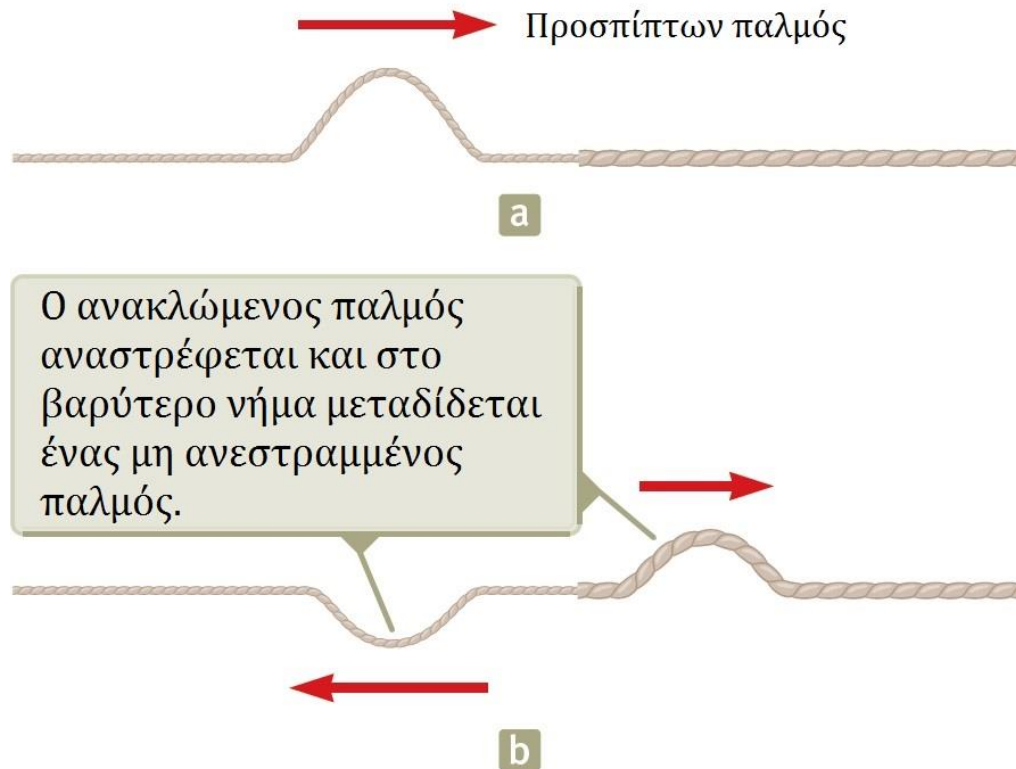 Προσπίπτων παλμός
a
Ο ανακλώμενος παλμός
αναστρέφεται και στο
βαρύτερο νήμα μεταδίδεται
ένας μη ανεστραμμένος
παλμός.
b